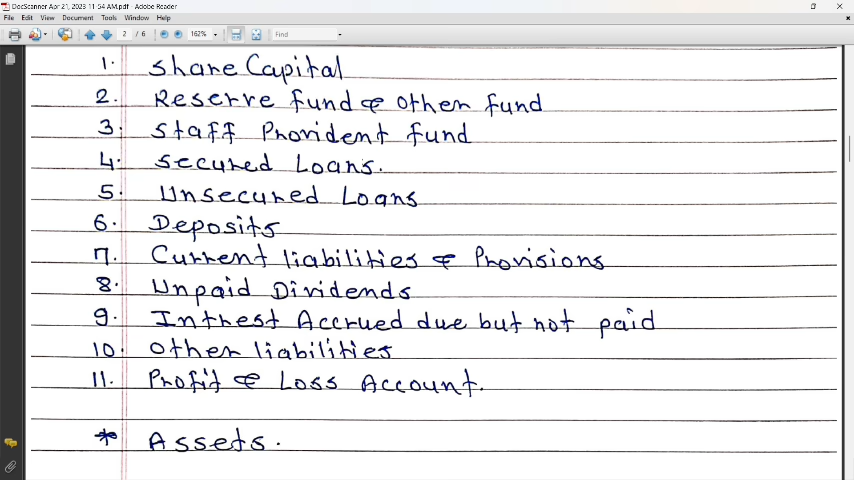 DocScanner Apr 21, 2023 11-54 AM.pdf - Adobe Reader
File Edit View Document Tools Window Help
2 / 6 162% Find
1. Share Capital
2. Reserve fund & other fund
3. Staff Provident fund
4. Secured Loans.
5. Unsecured Loans
6. Deposits
7. Current liabilities & Provisions
8. Unpaid Dividends
9. Intrest Accrued due but not paid
10. Other liabilities
11. Profit & Loss Account.
* Assets.